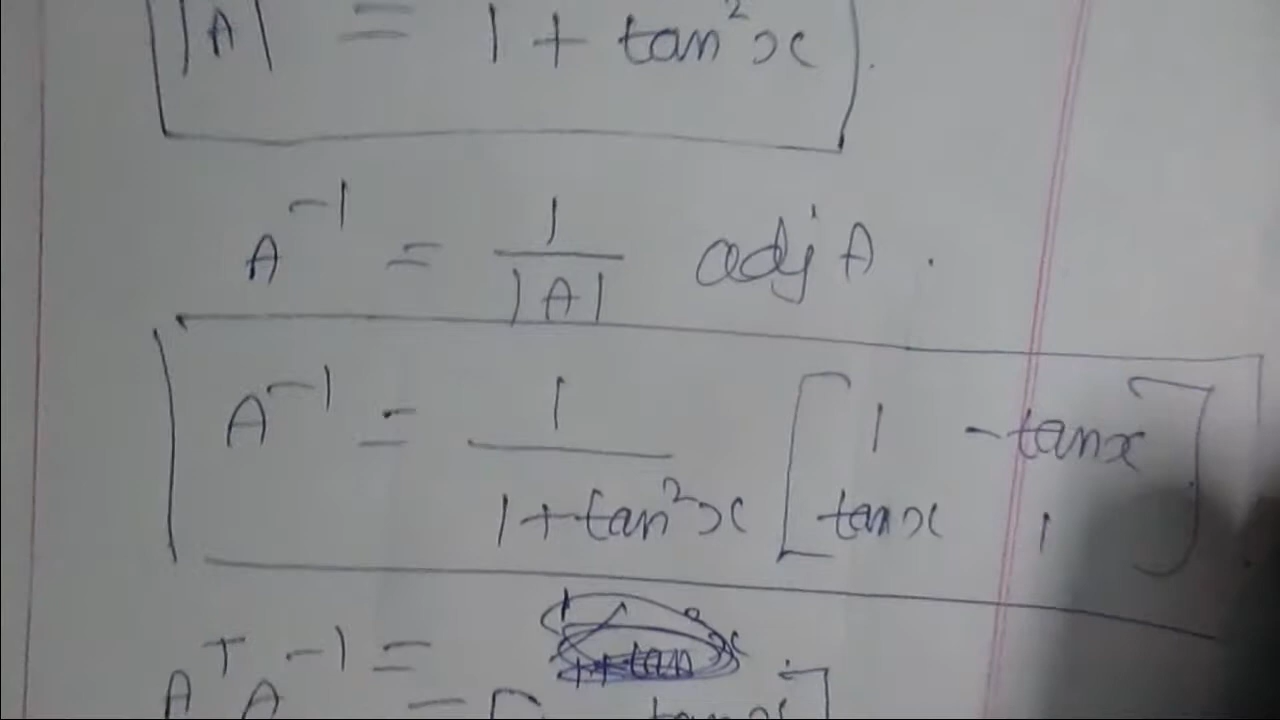 |A| = 1 + tan²x.
A⁻¹ = 1/|A| adj A.
A⁻¹ = 1/1+tan²x [1 -tanx
tanx 1]
AᵀA⁻¹ =